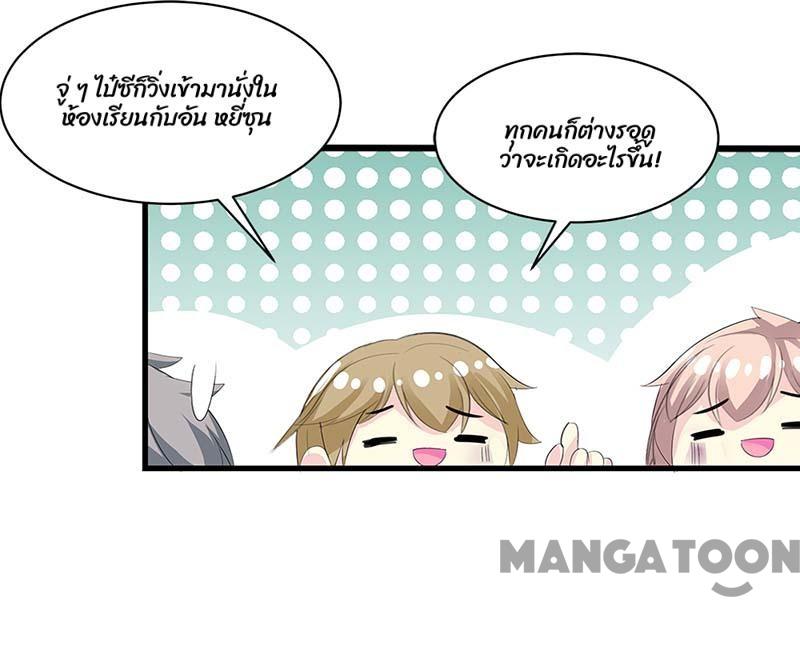 จู่ ๆ ไป๋ซีก็วิ่งเข้ามานั่งใน
ห้องเรียนกับอัน หยี่ซุน
ทุกคนก็ต่างรอดู
ว่าจะเกิดอะไรขึ้น!
MANGATOON